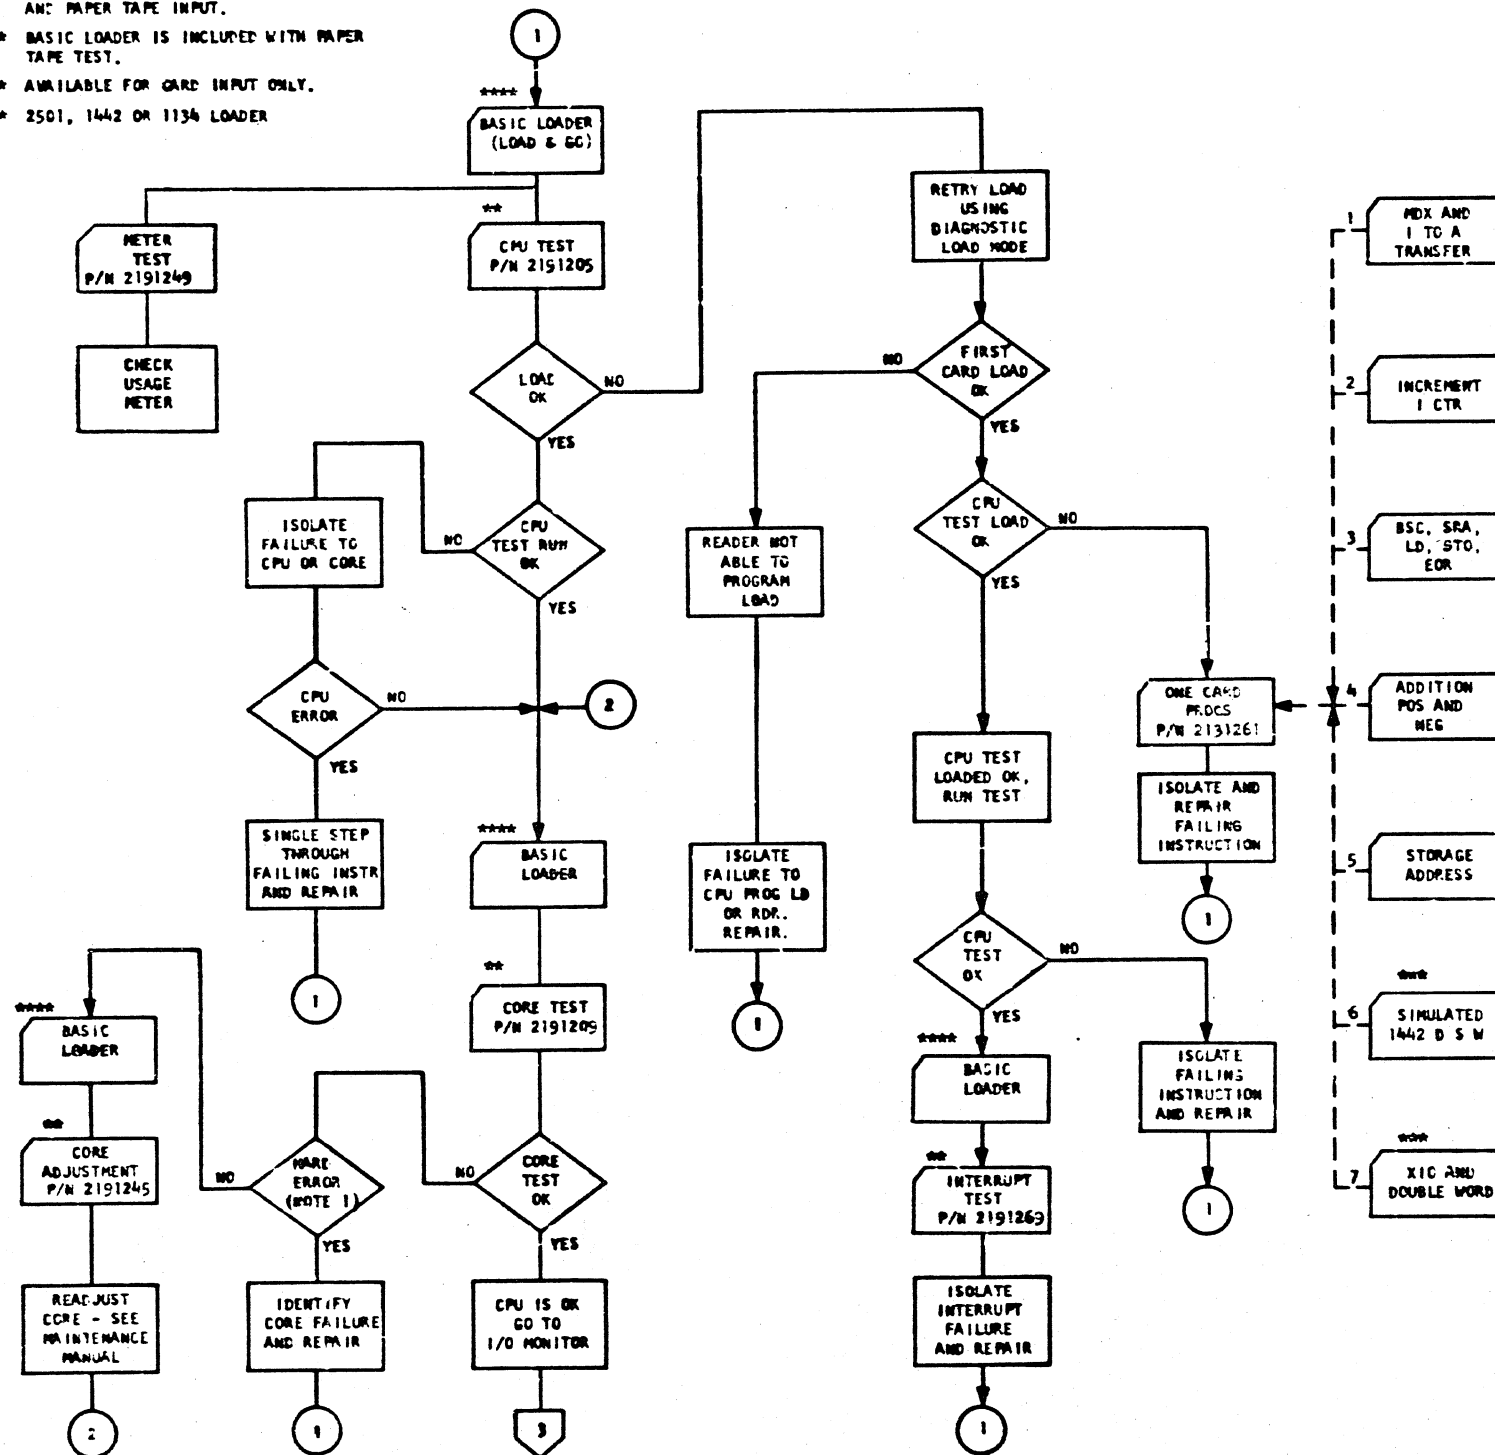 AND PAPER TAPE INPUT.
* BASIC LOADER IS INCLUDED WITH PAPER
TAPE TEST.
* AVAILABLE FOR CARD INPUT ONLY.
* 2501, 1442 OR 1134 LOADER
1
****
BASIC LOADER
(LOAD & GO)
**
CPU TEST
P/N 2191205
METER
TEST
P/N 2191249
CHECK
USAGE
METER
LOAD
OK
NO
YES
CPU
TEST RUN
OK
NO
YES
ISOLATE
FAILURE TO
CPU OR CORE
CPU
ERROR
NO
YES
2
SINGLE STEP
THROUGH
FAILING INSTR
AND REPAIR
1
****
BASIC
LOADER
**
CORE TEST
P/N 2191209
CORE
TEST
OK
NO
YES
HARD
ERROR
(NOTE 1)
NO
YES
****
BASIC
LOADER
**
CORE
ADJUSTMENT
P/N 2191245
READJUST
CORE - SEE
MAINTENANCE
MANUAL
2
IDENTIFY
CORE FAILURE
AND REPAIR
1
CPU IS OK
GO TO
I/O MONITOR
3
RETRY LOAD
USING
DIAGNOSTIC
LOAD MODE
FIRST
CARD LOAD
OK
NO
YES
READER NOT
ABLE TO
PROGRAM
LOAD
ISOLATE
FAILURE TO
CPU PROG LD
OR RDR.
REPAIR.
1
CPU
TEST LOAD
OK
NO
YES
ONE CARD
PROGS
P/N 2131261
ISOLATE AND
REPAIR
FAILING
INSTRUCTION
1
CPU TEST
LOADED OK,
RUN TEST
CPU
TEST
OK
NO
YES
ISOLATE
FAILING
INSTRUCTION
AND REPAIR
1
****
BASIC
LOADER
**
INTERRUPT
TEST
P/N 2191269
ISOLATE
INTERRUPT
FAILURE
AND REPAIR
1
1
MDX AND
I TO A
TRANSFER
2
INCREMENT
I CTR
3
BSC, SRA,
LD, STO,
EOR
4
ADDITION
POS AND
NEG
5
STORAGE
ADDRESS
***
6
SIMULATED
1442 D S W
***
7
XIO AND
DOUBLE WORD